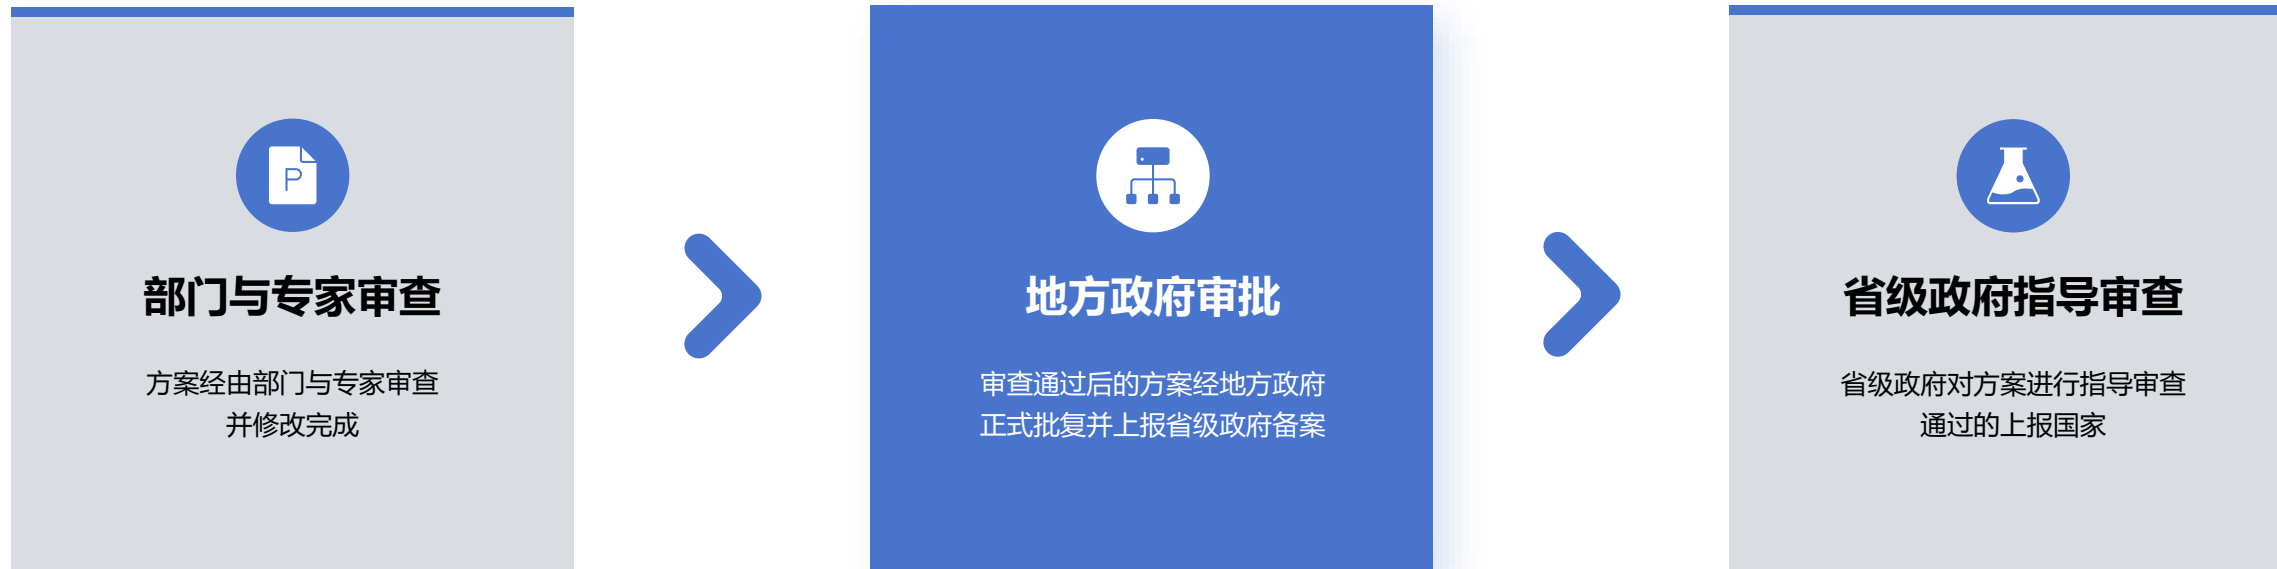 P
部门与专家审查
方案经由部门与专家审查
并修改完成
地方政府审批
审查通过后的方案经地方政府
正式批复并上报省级政府备案
省级政府指导审查
省级政府对方案进行指导审查
通过的上报国家